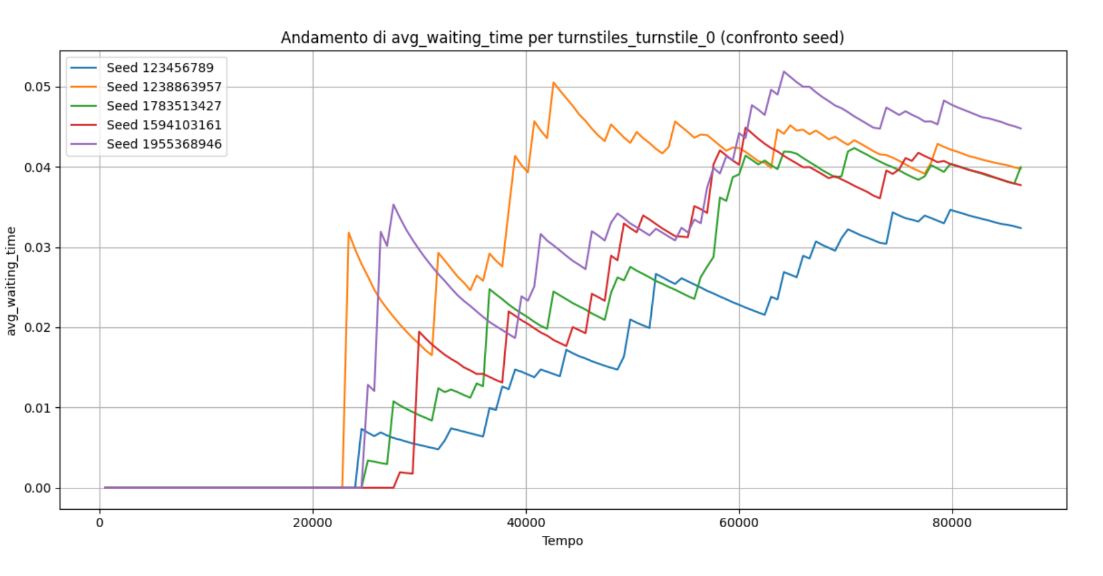 Andamento di avg_waiting_time per turnstiles_turnstile_0 (confronto seed)
Seed 123456789
Seed 1238863957
Seed 1783513427
Seed 1594103161
Seed 1955368946
avg_waiting_time
0.05
0.04
0.03
0.02
0.01
0.00
0
20000
40000
60000
80000
Tempo